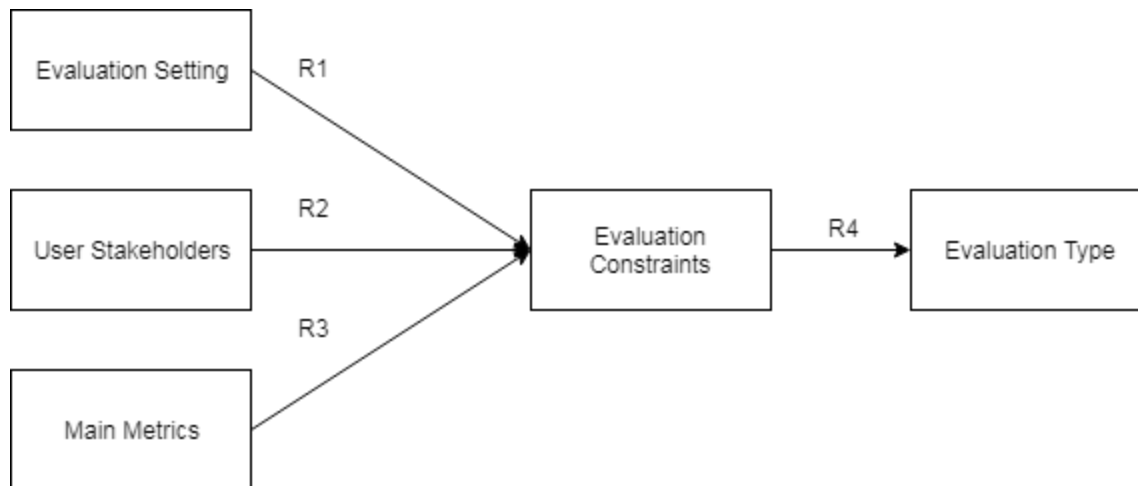 Evaluation Setting
R1
User Stakeholders
R2
Evaluation
Constraints
R4
Evaluation Type
R3
Main Metrics